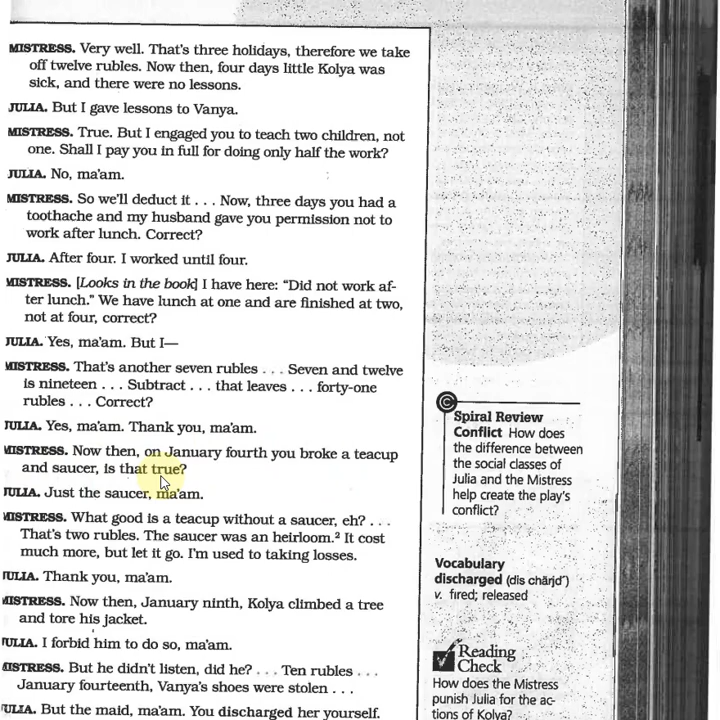 MISTRESS. Very well. That's three holidays, therefore we take
off twelve rubles. Now then, four days little Kolya was
sick, and there were no lessons.
JULIA. But I gave lessons to Vanya.
MISTRESS. True. But I engaged you to teach two children, not
one. Shall I pay you in full for doing only half the work?
JULIA. No, ma'am.
MISTRESS. So we'll deduct it . . . Now, three days you had a
toothache and my husband gave you permission not to
work after lunch. Correct?
JULIA. After four. I worked until four.
MISTRESS. [Looks in the book] I have here: "Did not work af-
ter lunch." We have lunch at one and are finished at two,
not at four, correct?
JULIA. Yes, ma'am. But I—
MISTRESS. That's another seven rubles . . . Seven and twelve
is nineteen . . . Subtract . . . that leaves . . . forty-one
rubles . . . Correct?
JULIA. Yes, ma'am. Thank you, ma'am.
MISTRESS. Now then, on January fourth you broke a teacup
and saucer, is that true?
JULIA. Just the saucer, ma'am.
MISTRESS. What good is a teacup without a saucer, eh? . . .
That's two rubles. The saucer was an heirloom.² It cost
much more, but let it go. I'm used to taking losses.
JULIA. Thank you, ma'am.
MISTRESS. Now then, January ninth, Kolya climbed a tree
and tore his jacket.
JULIA. I forbid him to do so, ma'am.
MISTRESS. But he didn't listen, did he? . . . Ten rubles . . .
January fourteenth, Vanya's shoes were stolen . . .
JULIA. But the maid, ma'am. You discharged her yourself.
C
Spiral Review
Conflict How does
the difference between
the social classes of
Julia and the Mistress
help create the play's
conflict?
Vocabulary
discharged (dis chärjd´)
v. fired; released
Reading
Check
How does the Mistress
punish Julia for the ac-
tions of Kolya?